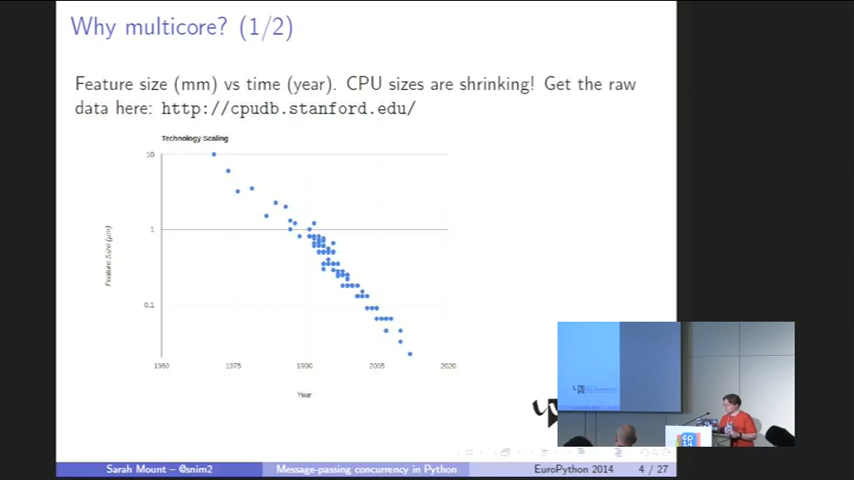 Why multicore? (1/2)
Feature size (mm) vs time (year). CPU sizes are shrinking! Get the raw
data here: http://cpudb.stanford.edu/
Technology Scaling
10
1
0.1
Feature Size (μm)
1960 1975 1990 2005 2020
Year
Sarah Mount – @snim2 Message-passing concurrency in Python EuroPython 2014 4 / 27